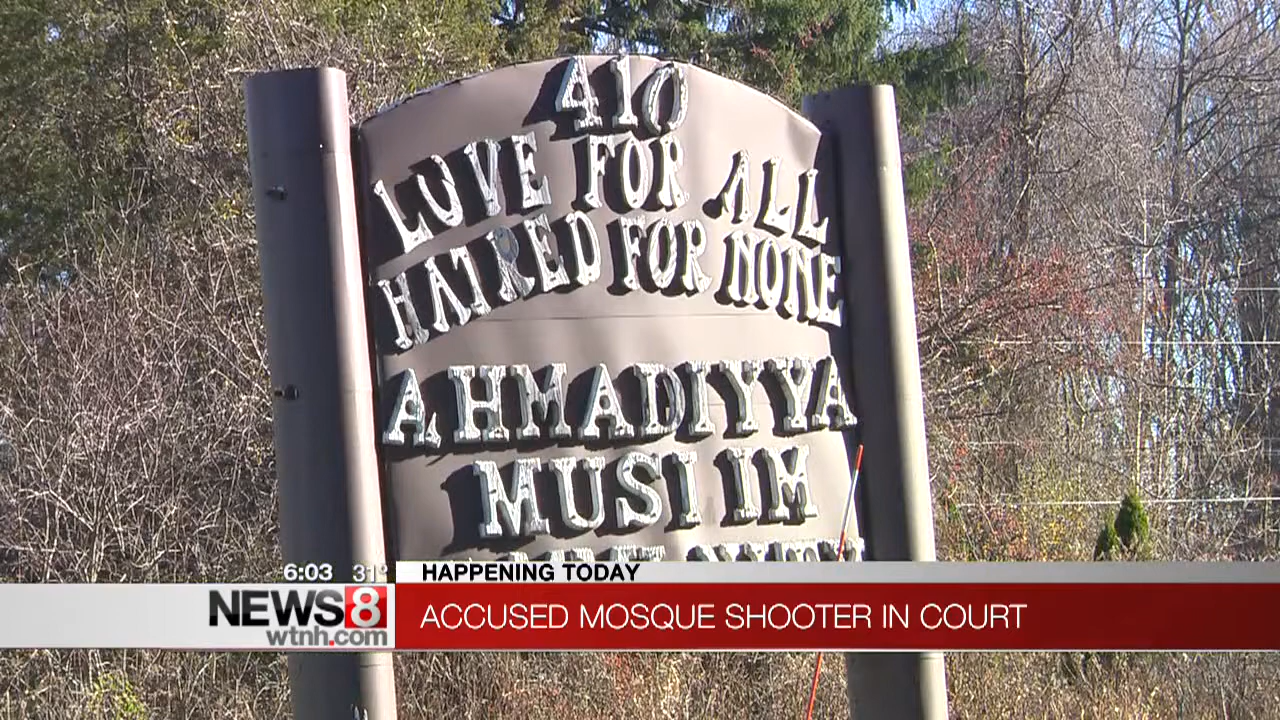 410
LOVE FOR ALL
HATRED FOR NONE
AHMADIYYA
MUSLIM
6:03 31°
HAPPENING TODAY
NEWS8
wtnh.com
ACCUSED MOSQUE SHOOTER IN COURT